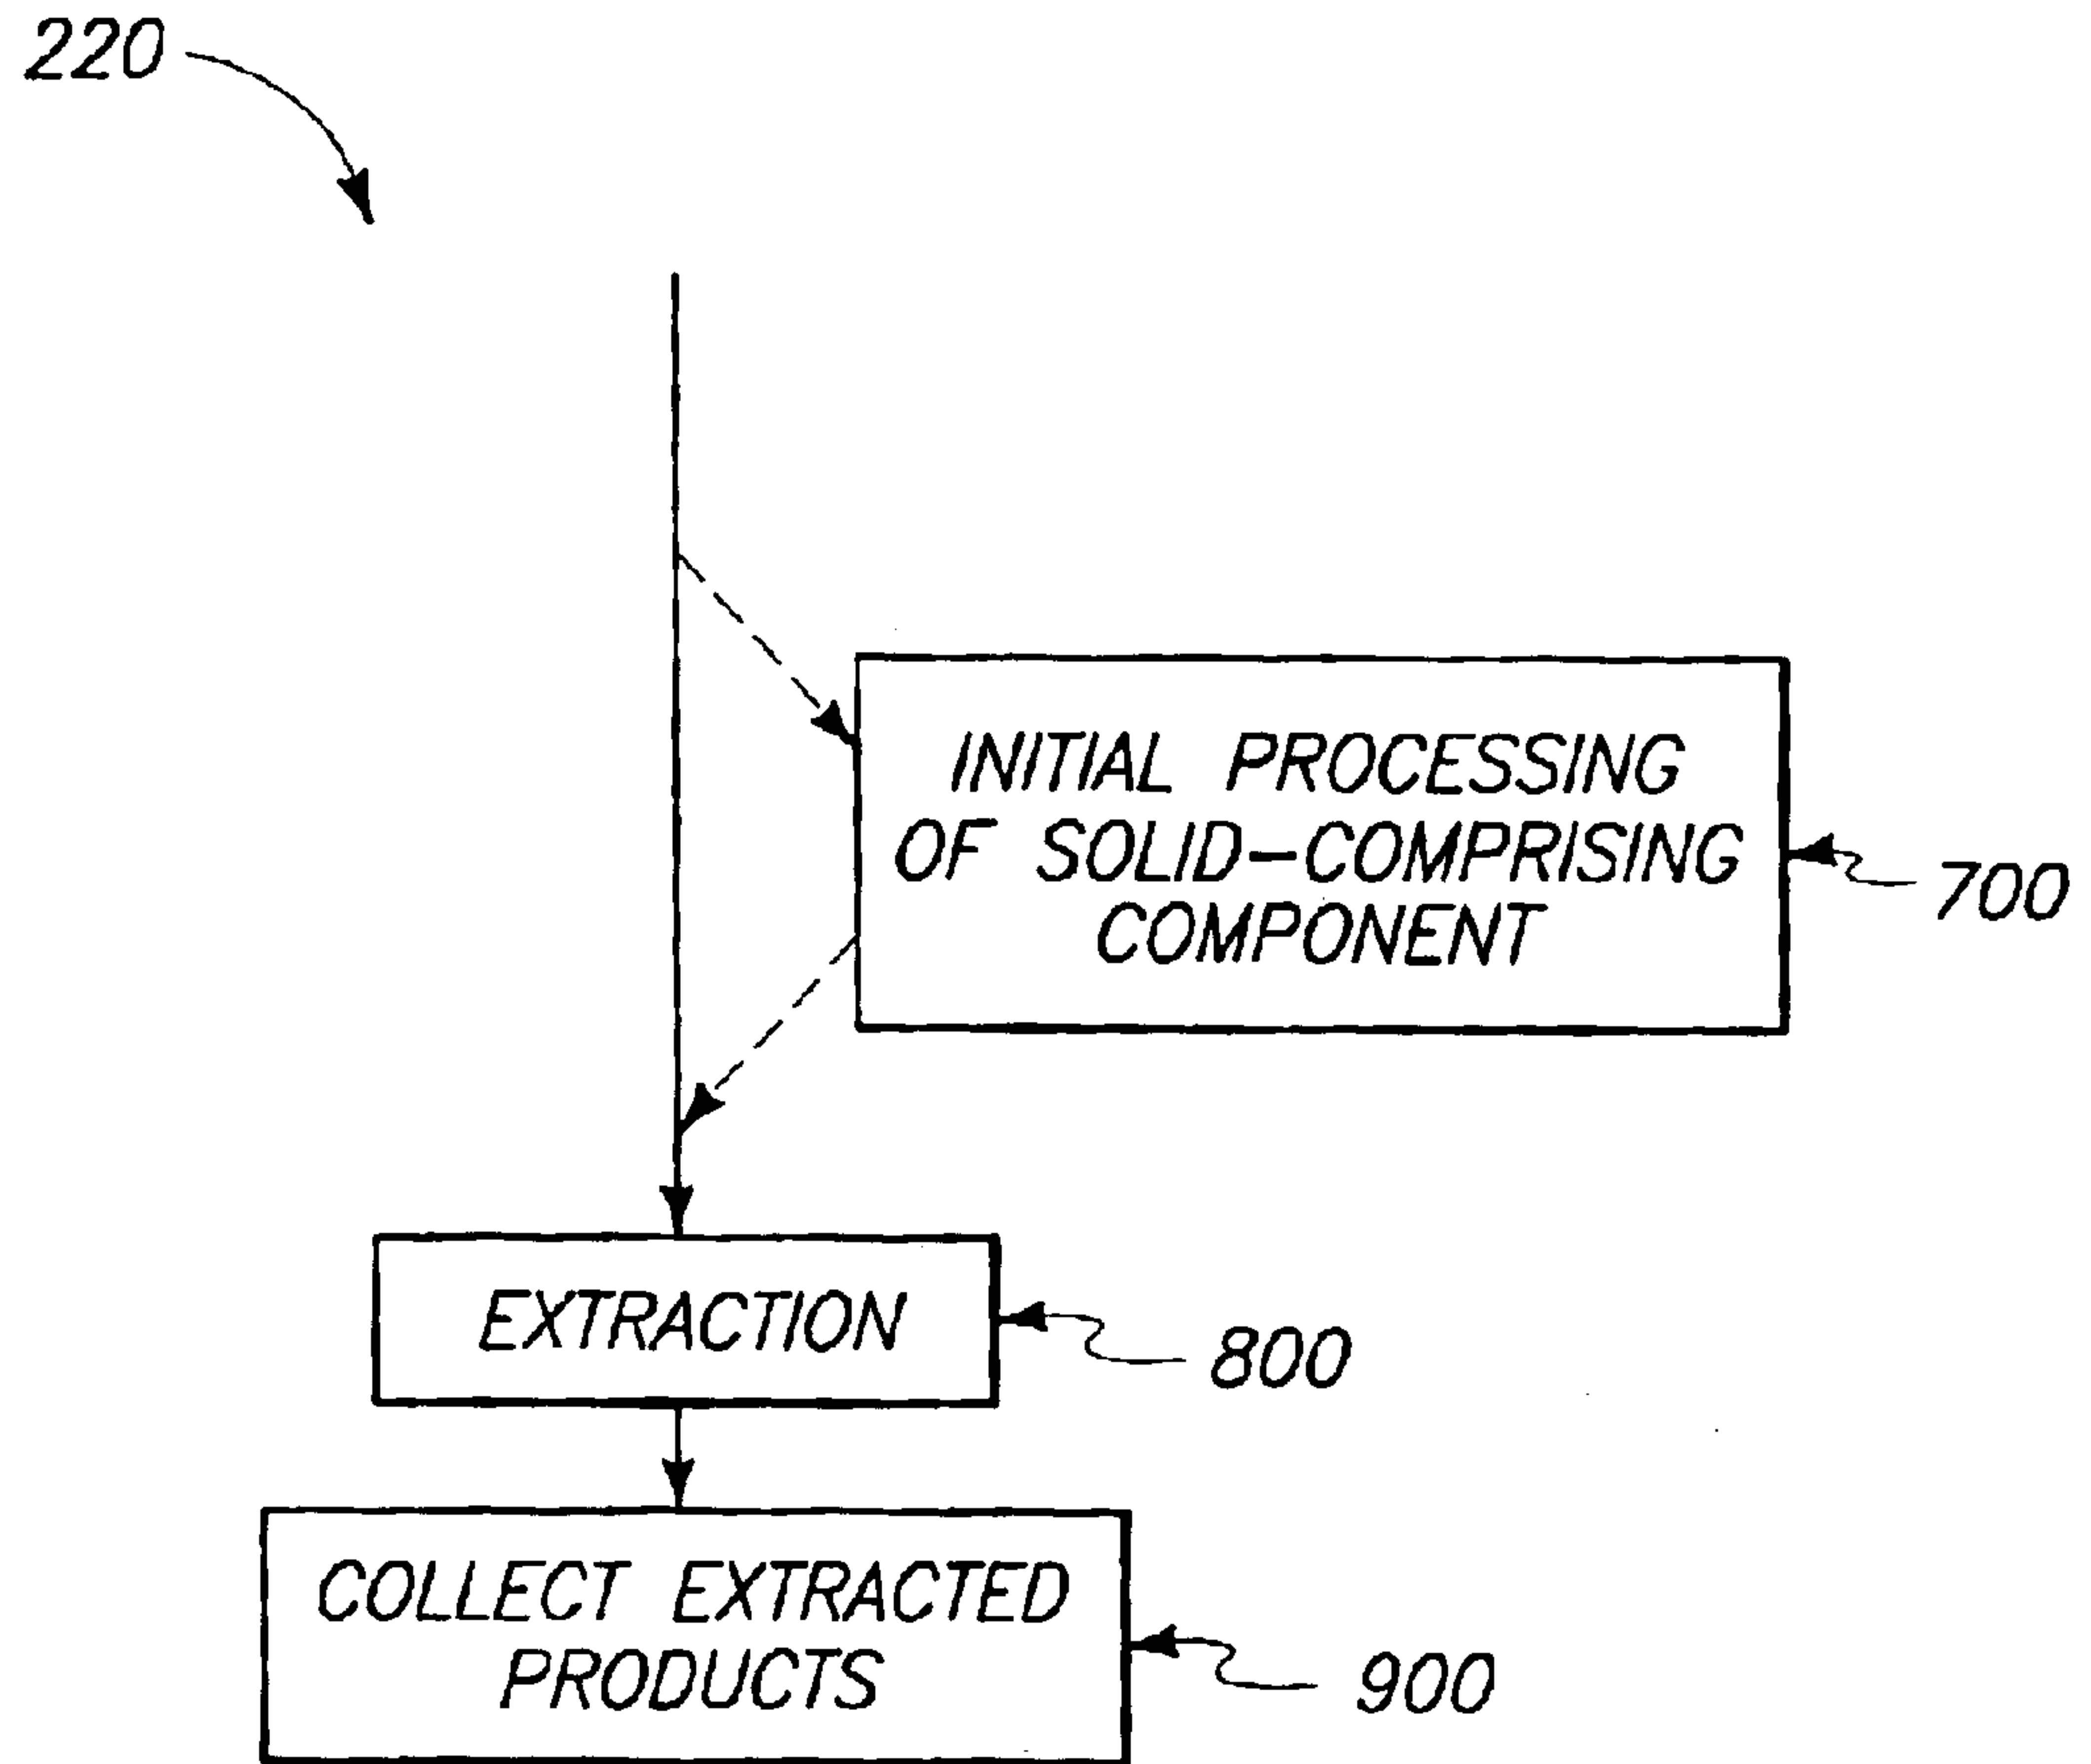 220
INITIAL PROCESSING
OF SOLID-COMPRISING
COMPONENT
700
EXTRACTION
800
COLLECT EXTRACTED
PRODUCTS
900